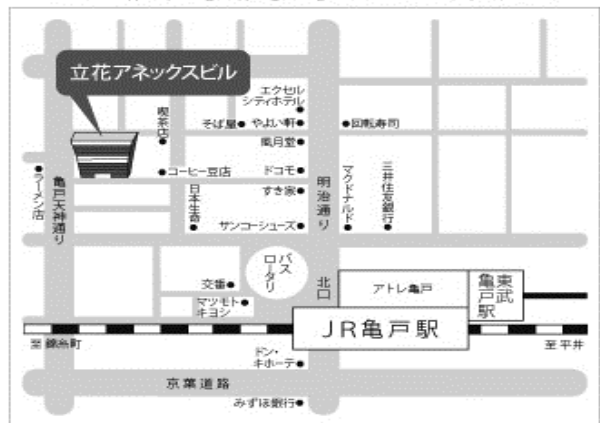 立花アネックスビル
エクセル
シティホテル
喫茶店
そば屋
やよい軒
回転寿司
風月堂
コーヒー豆店
ドコモ
ラーメン店
亀戸天神通り
日本生命
すき家
明治通り
マクドナルド
三井住友銀行
サンコーシューズ
バス
ロータリー
北口
交番
アトレ亀戸
東武
亀戸駅
マツモト
キヨシ
JR亀戸駅
至 錦糸町
至 平井
ドン・
キホーテ
京葉道路
みずほ銀行